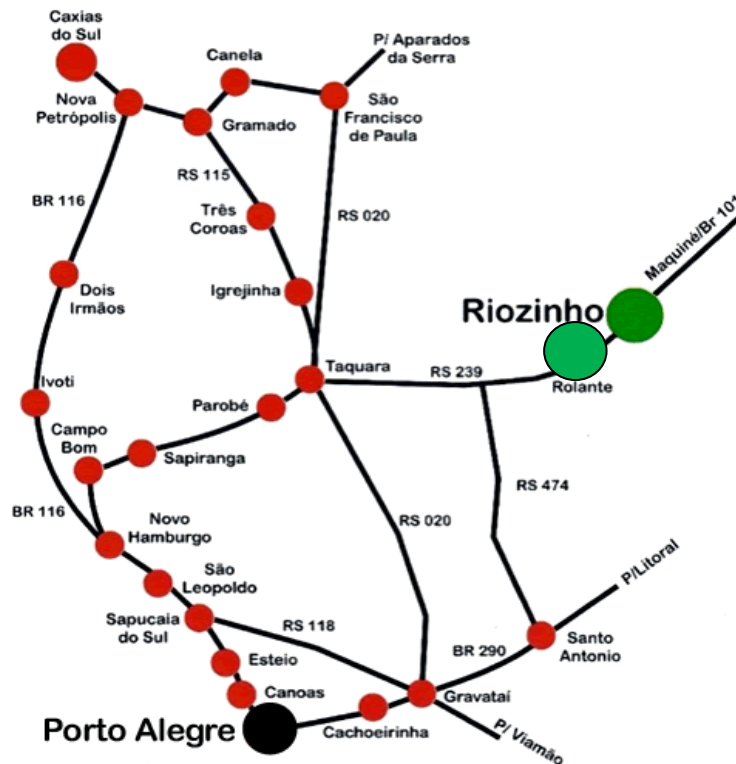 Caxias
do Sul
P/ Aparados
da Serra
Canela
Nova
Petrópolis
Gramado
São
Francisco
de Paula
RS 115
BR 116
Três
Coroas
RS 020
Maquiné/Br 101
Dois
Irmãos
Igrejinha
Riozinho
Taquara
RS 239
Rolante
Ivoti
Parobé
Campo
Bom
Sapiranga
RS 474
BR 116
Novo
Hamburgo
RS 020
São
Leopoldo
P/Litoral
Sapucaia
do Sul
RS 118
Santo
Antonio
BR 290
Esteio
Canoas
Gravataí
Porto Alegre
Cachoeirinha
P/ Viamão